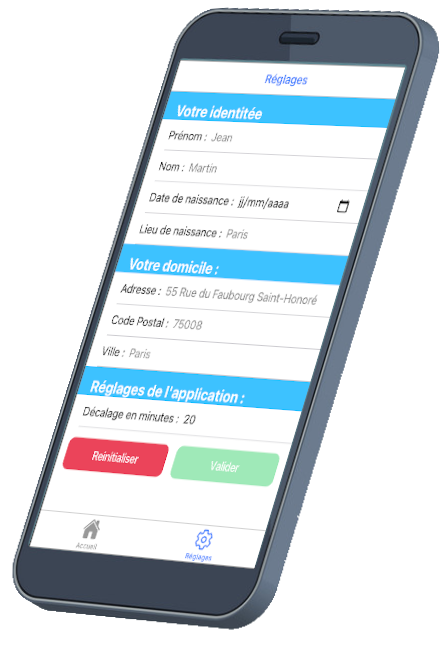 Réglages
Votre identitée
Prénom : Jean
Nom : Martin
Date de naissance : jj/mm/aaaa
Lieu de naissance : Paris
Votre domicile :
Adresse : 55 Rue du Faubourg Saint-Honoré
Code Postal : 75008
Ville : Paris
Réglages de l'application :
Décalage en minutes : 20
Reinitialiser Valider
Accueil Réglages